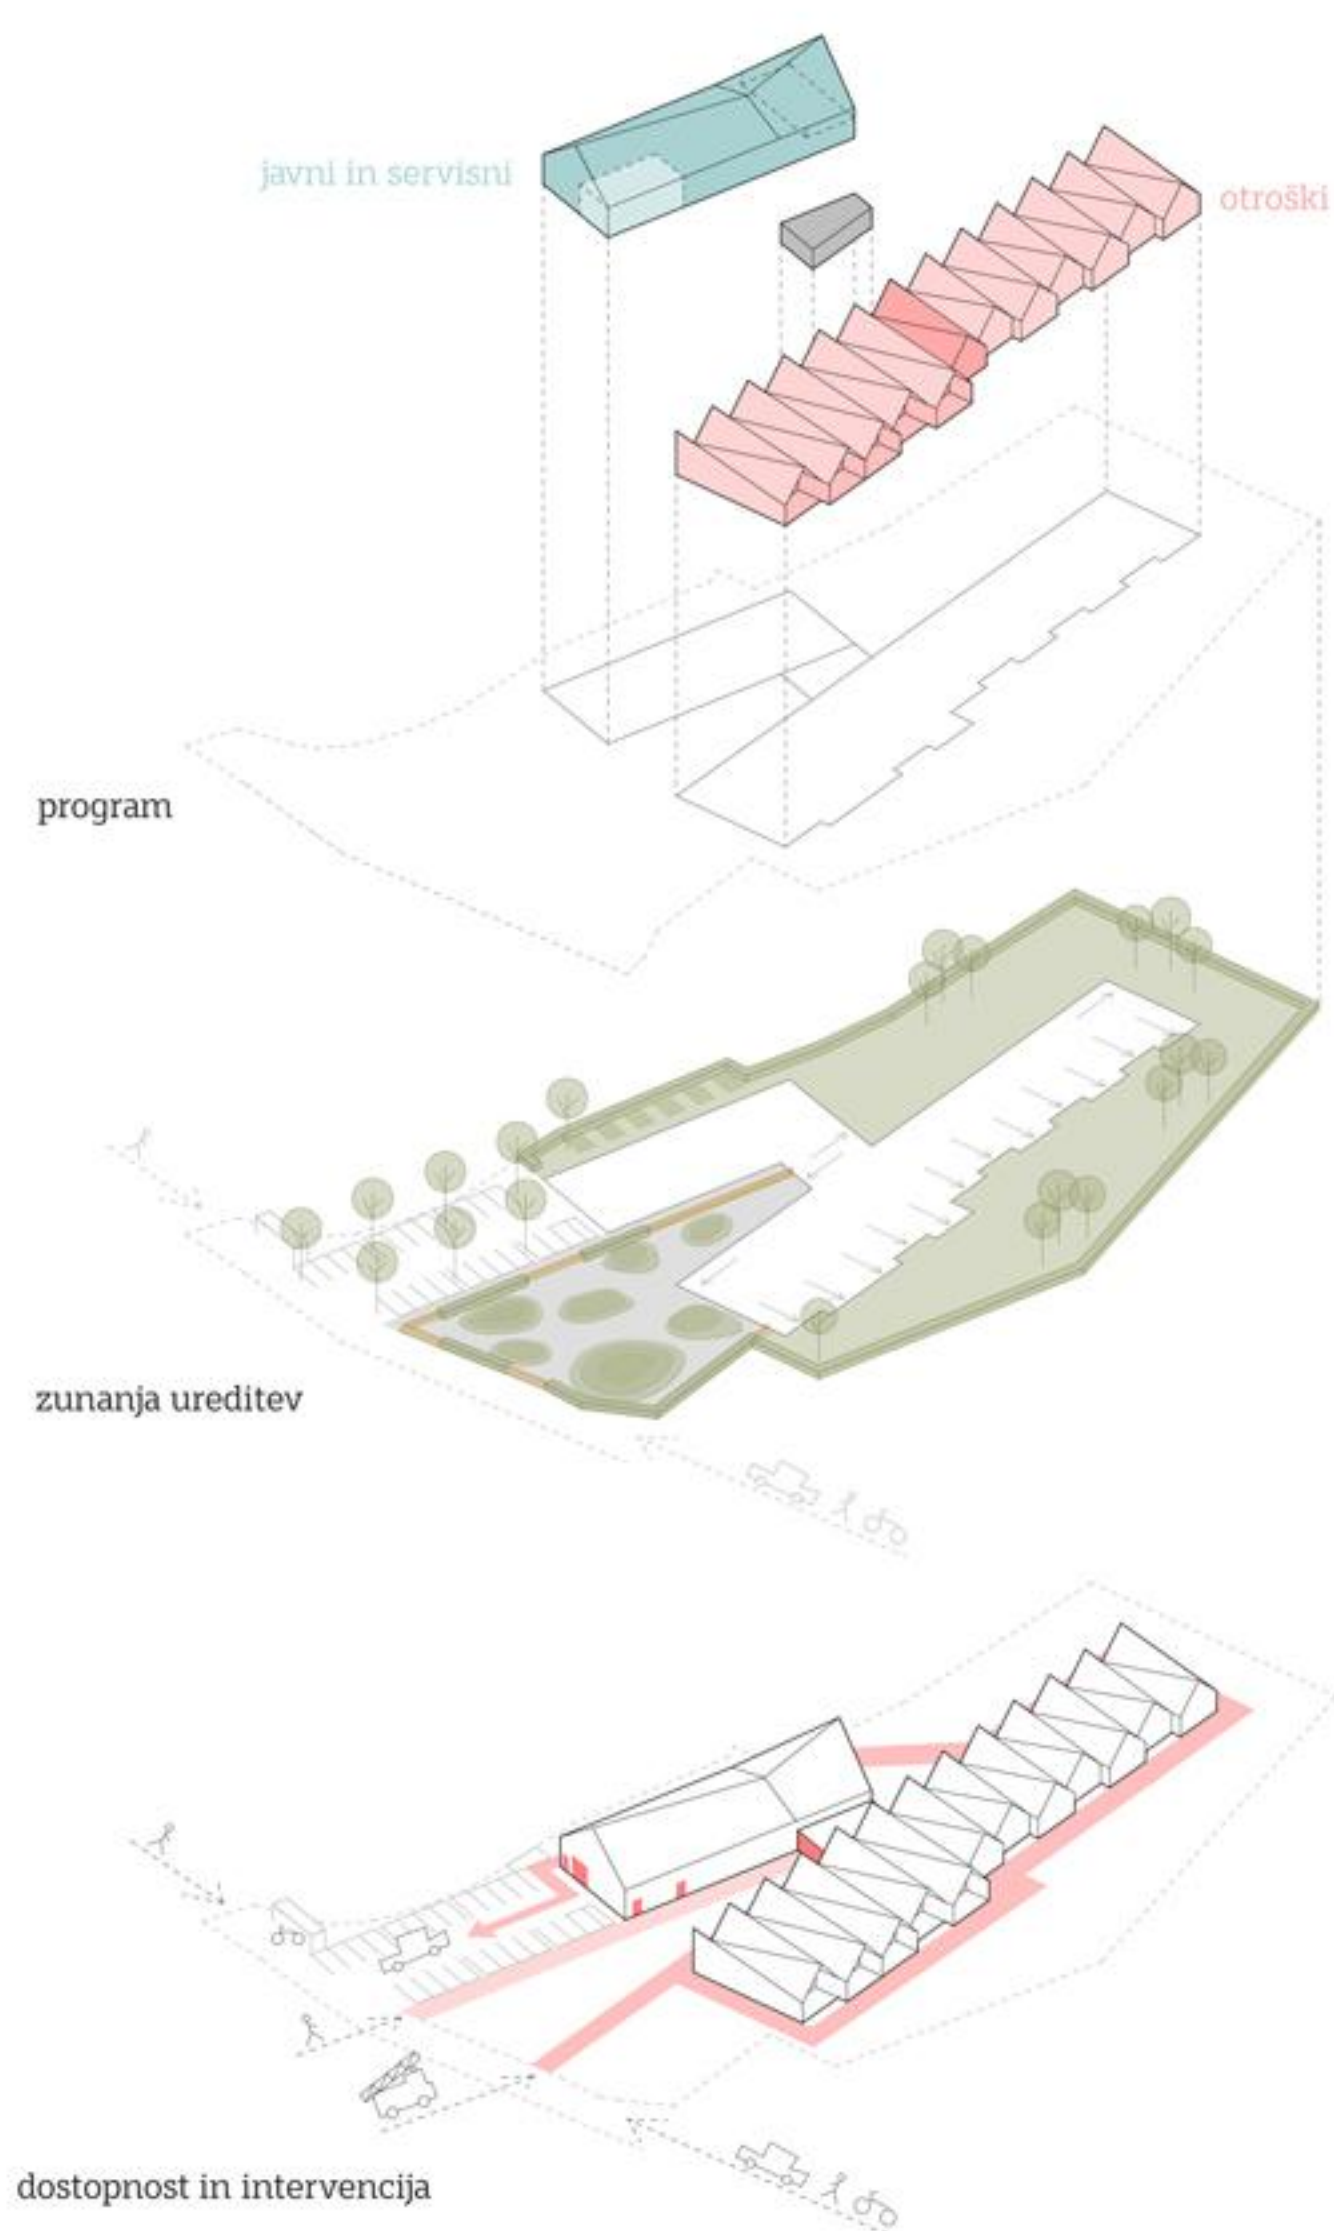 javni in servisni
otroški
program
zunanja ureditev
dostopnost in intervencija